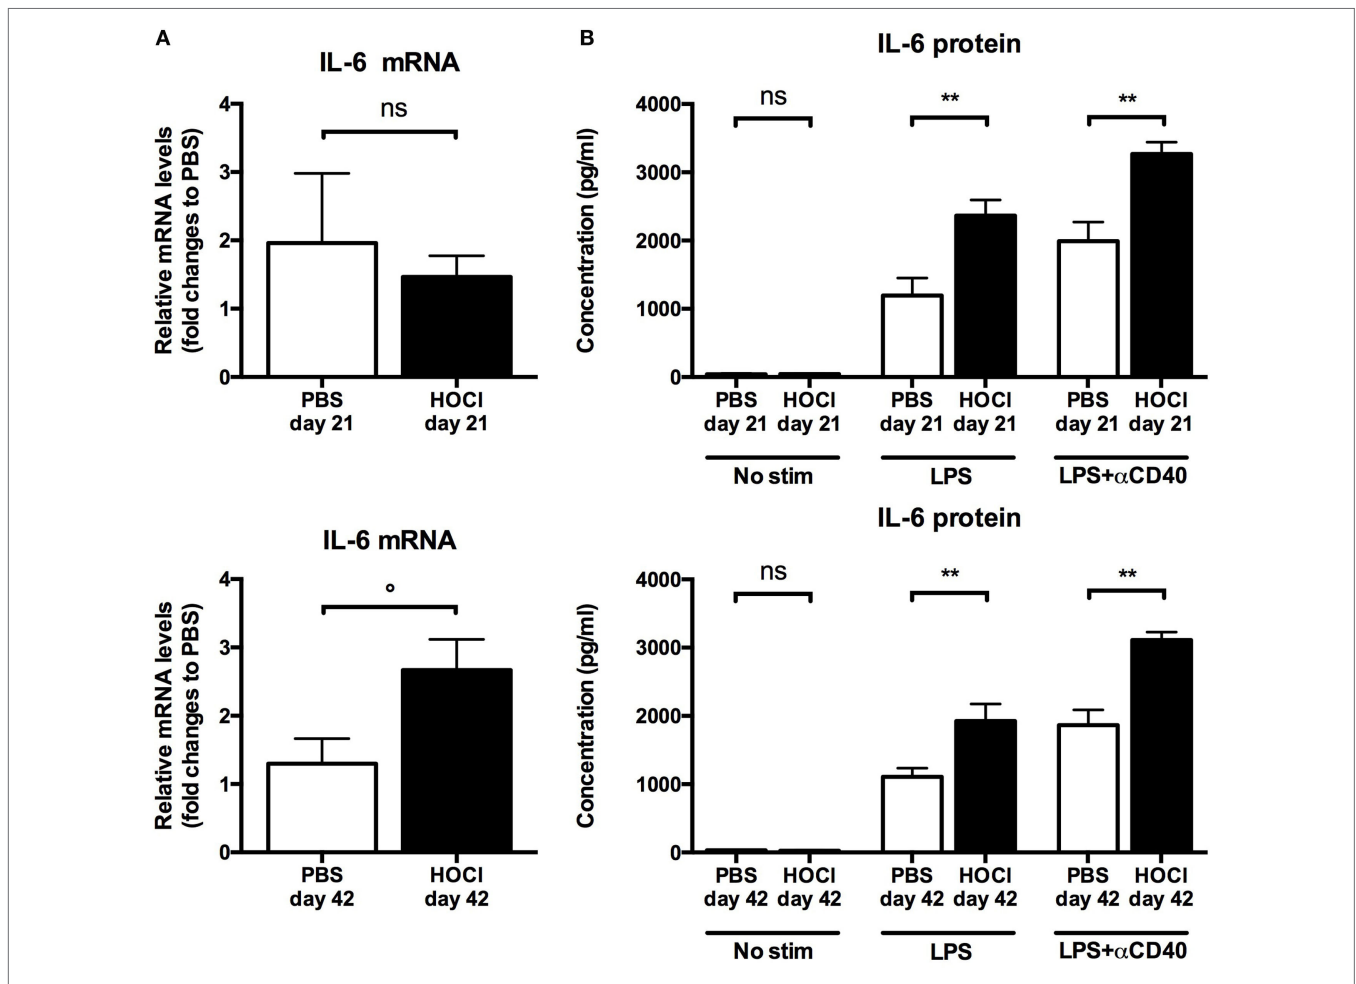 A
IL-6 mRNA
Relative mRNA levels
(fold changes to PBS)
4
3
2
1
0
ns
PBS HOCl
day 21 day 21
B
IL-6 protein
Concentration (pg/ml)
4000
3000
2000
1000
0
ns ** **
PBS HOCl PBS HOCl PBS HOCl
day 21 day 21 day 21 day 21 day 21 day 21
No stim LPS LPS+αCD40
IL-6 mRNA
Relative mRNA levels
(fold changes to PBS)
4
3
2
1
0
°
PBS HOCl
day 42 day 42
IL-6 protein
Concentration (pg/ml)
4000
3000
2000
1000
0
ns ** **
PBS HOCl PBS HOCl PBS HOCl
day 42 day 42 day 42 day 42 day 42 day 42
No stim LPS LPS+αCD40